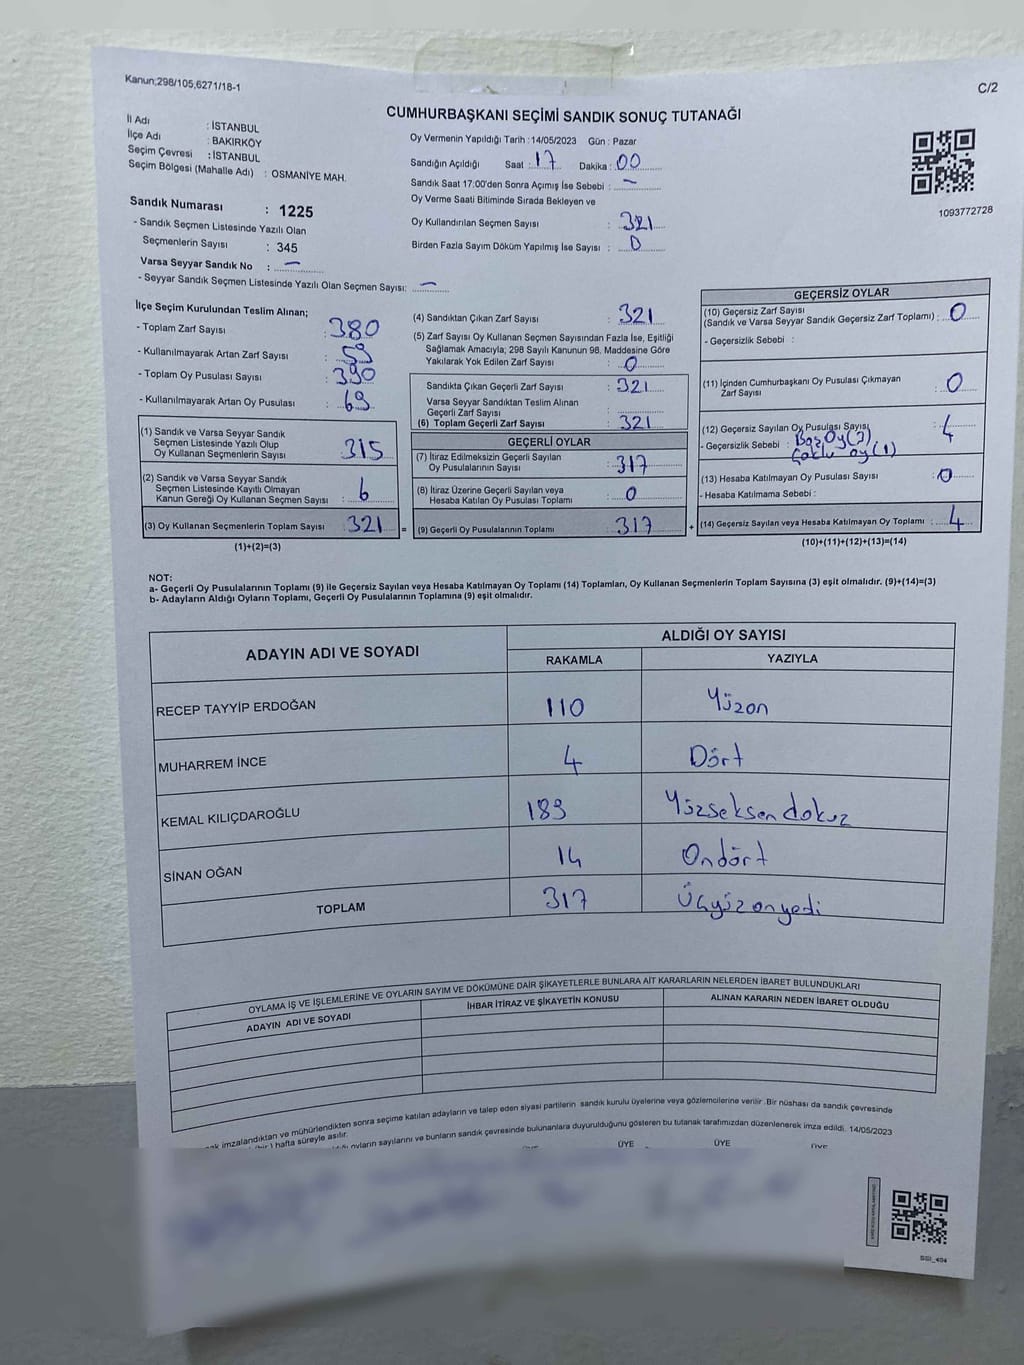 Kanun;298/105,6271/18-1
C/2
CUMHURBAŞKANI SEÇİMİ SANDIK SONUÇ TUTANAĞI
İl Adı : İSTANBUL
İlçe Adı : BAKIRKÖY
Seçim Çevresi : İSTANBUL
Seçim Bölgesi (Mahalle Adı) : OSMANİYE MAH.
Sandık Numarası : 1225
- Sandık Seçmen Listesinde Yazılı Olan
Seçmenlerin Sayısı : 345
Varsa Seyyar Sandık No : —
- Seyyar Sandık Seçmen Listesinde Yazılı Olan Seçmen Sayısı: —
Oy Vermenin Yapıldığı Tarih : 14/05/2023 Gün : Pazar
Sandığın Açıldığı Saat : 17 Dakika : 00
Sandık Saat 17:00'den Sonra Açımış İse Sebebi : —
Oy Verme Saati Bitiminde Sırada Bekleyen ve
Oy Kullandırılan Seçmen Sayısı : 321
Birden Fazla Sayım Döküm Yapılmış İse Sayısı : 0
1093772728
İlçe Seçim Kurulundan Teslim Alınan;
- Toplam Zarf Sayısı : 380
- Kullanılmayarak Artan Zarf Sayısı : 59
- Toplam Oy Pusulası Sayısı : 390
- Kullanılmayarak Artan Oy Pusulası : 69
(1) Sandık ve Varsa Seyyar Sandık
Seçmen Listesinde Yazılı Olup
Oy Kullanan Seçmenlerin Sayısı : 315
(2) Sandık ve Varsa Seyyar Sandık
Seçmen Listesinde Kayıtlı Olmayan
Kanun Gereği Oy Kullanan Seçmen Sayısı : 6
(3) Oy Kullanan Seçmenlerin Toplam Sayısı : 321 =
(1)+(2)=(3)
(4) Sandıktan Çıkan Zarf Sayısı : 321
(5) Zarf Sayısı Oy Kullanan Seçmen Sayısından Fazla İse, Eşitliği
Sağlamak Amacıyla; 298 Sayılı Kanunun 98. Maddesine Göre
Yakılarak Yok Edilen Zarf Sayısı : 0
Sandıkta Çıkan Geçerli Zarf Sayısı : 321
Varsa Seyyar Sandıktan Teslim Alınan
Geçerli Zarf Sayısı :
(6) Toplam Geçerli Zarf Sayısı : 321
GEÇERLİ OYLAR
(7) İtiraz Edilmeksizin Geçerli Sayılan
Oy Pusulalarının Sayısı : 317
(8) İtiraz Üzerine Geçerli Sayılan veya
Hesaba Katılan Oy Pusulası Toplamı : 0
(9) Geçerli Oy Pusulalarının Toplamı : 317 +
GEÇERSİZ OYLAR
(10) Geçersiz Zarf Sayısı
(Sandık ve Varsa Seyyar Sandık Geçersiz Zarf Toplamı) : 0
- Geçersizlik Sebebi :
(11) İçinden Cumhurbaşkanı Oy Pusulası Çıkmayan
Zarf Sayısı : 0
(12) Geçersiz Sayılan Oy Pusulası Sayısı : 4
- Geçersizlik Sebebi : Boş Oy (3)
Çoklu oy (1)
(13) Hesaba Katılmayan Oy Pusulası Sayısı : 0
- Hesaba Katılmama Sebebi :
(14) Geçersiz Sayılan veya Hesaba Katılmayan Oy Toplamı : 4
(10)+(11)+(12)+(13)=(14)
NOT:
a- Geçerli Oy Pusulalarının Toplamı (9) ile Geçersiz Sayılan veya Hesaba Katılmayan Oy Toplamı (14) Toplamları, Oy Kullanan Seçmenlerin Toplam Sayısına (3) eşit olmalıdır. (9)+(14)=(3)
b- Adayların Aldığı Oyların Toplamı, Geçerli Oy Pusulalarının Toplamına (9) eşit olmalıdır.
ADAYIN ADI VE SOYADI
ALDIĞI OY SAYISI
RAKAMLA YAZIYLA
RECEP TAYYİP ERDOĞAN 110 Yüzon
MUHARREM İNCE 4 Dört
KEMAL KILIÇDAROĞLU 189 Yüzseksendokuz
SİNAN OĞAN 14 Ondört
TOPLAM 317 Üçyüzonyedi
OYLAMA İŞ VE İŞLEMLERİNE VE OYLARIN SAYIM VE DÖKÜMÜNE DAİR ŞİKAYETLERLE BUNLARA AİT KARARLARIN NELERDEN İBARET BULUNDUKLARI
ADAYIN ADI VE SOYADI İHBAR İTİRAZ VE ŞİKAYETİN KONUSU ALINAN KARARIN NEDEN İBARET OLDUĞU
imzalandıktan ve mühürlendikten sonra seçime katılan adayların ve talep eden siyasi partilerin sandık kurulu üyelerine veya gözlemcilerine verilir .Bir nüshası da sandık çevresinde
hafta süreyle asılır.
oyların sayılarını ve bunların sandık çevresinde bulunanlara duyurulduğunu gösteren bu tutanak tarafımızdan düzenlenerek imza edildi. 14/05/2023
ÜYE ÜYE